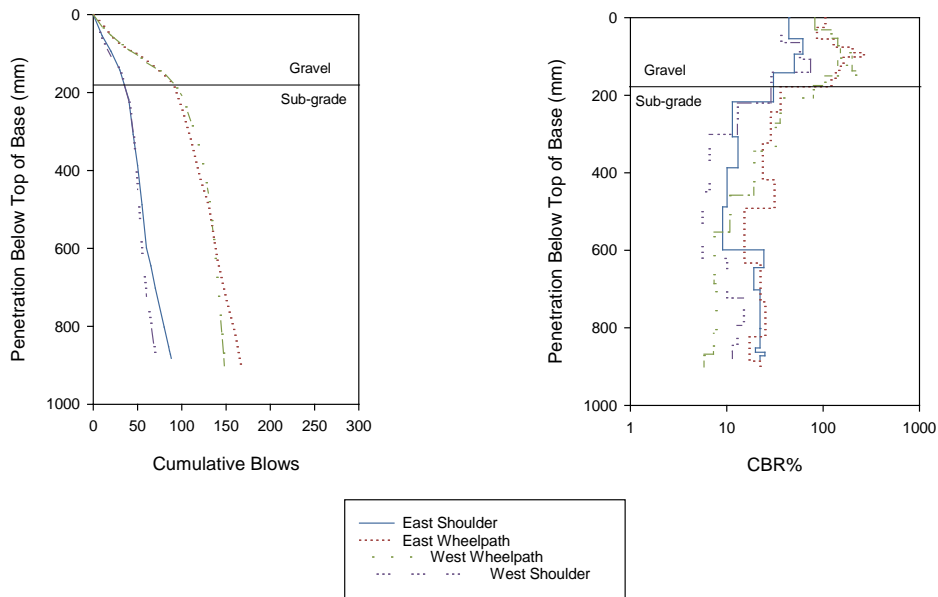 Penetration Below Top of Base (mm)
0
200
400
600
800
1000
Gravel
Sub-grade
0 50 100 150 200 250 300
Cumulative Blows
Penetration Below Top of Base (mm)
0
200
400
600
800
1000
Gravel
Sub-grade
1 10 100 1000
CBR%
East Shoulder
East Wheelpath
West Wheelpath
West Shoulder